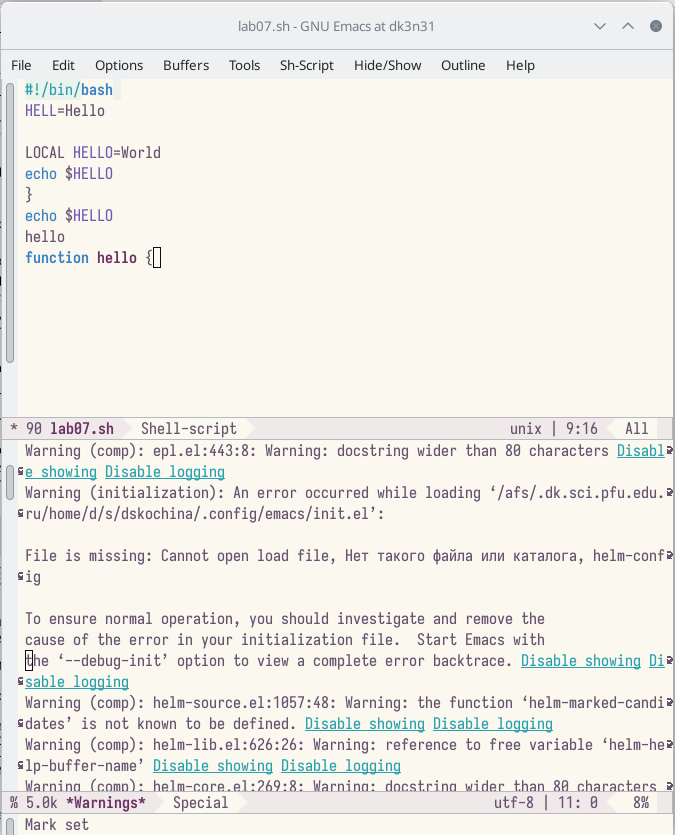 lab07.sh - GNU Emacs at dk3n31
File Edit Options Buffers Tools Sh-Script Hide/Show Outline Help
#!/bin/bash
HELL=Hello
LOCAL HELLO=World
echo $HELLO
}
echo $HELLO
hello
function hello {
* 90 lab07.sh Shell-script unix | 9:16 All
Warning (comp): epl.el:443:8: Warning: docstring wider than 80 characters Disabl
e showing Disable logging
Warning (initialization): An error occurred while loading ‘/afs/.dk.sci.pfu.edu.
ru/home/d/s/dskochina/.config/emacs/init.el’:
File is missing: Cannot open load file, Нет такого файла или каталога, helm-conf
ig
To ensure normal operation, you should investigate and remove the
cause of the error in your initialization file.  Start Emacs with
the ‘--debug-init’ option to view a complete error backtrace. Disable showing Di
sable logging
Warning (comp): helm-source.el:1057:48: Warning: the function ‘helm-marked-candi
dates’ is not known to be defined. Disable showing Disable logging
Warning (comp): helm-lib.el:626:26: Warning: reference to free variable ‘helm-he
lp-buffer-name’ Disable showing Disable logging
Warning (comp): helm-core.el:269:8: Warning: docstring wider than 80 characters
% 5.0k *Warnings* Special utf-8 | 11: 0 8%
Mark set